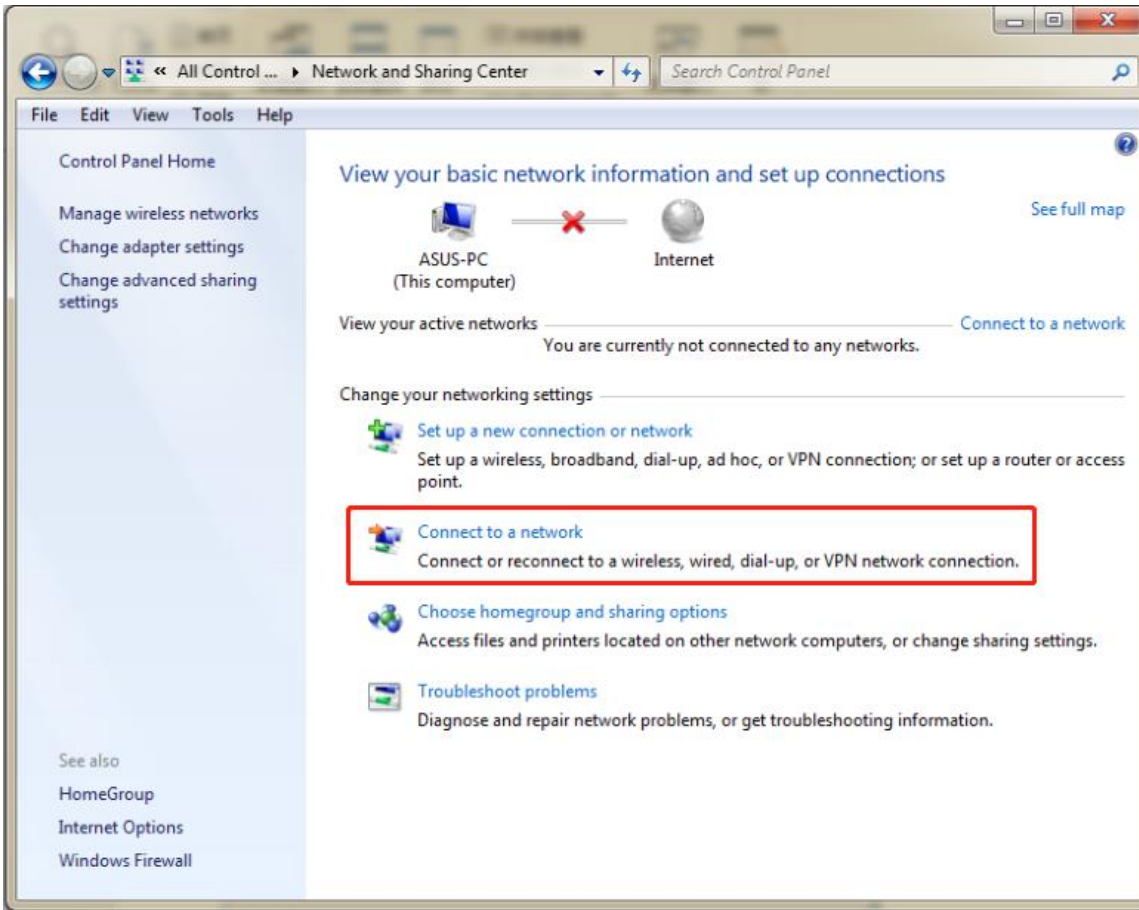 « All Control ... ▸ Network and Sharing Center
Search Control Panel
File Edit View Tools Help
Control Panel Home
Manage wireless networks
Change adapter settings
Change advanced sharing
settings
See also
HomeGroup
Internet Options
Windows Firewall
View your basic network information and set up connections
See full map
ASUS-PC
(This computer)
Internet
View your active networks
Connect to a network
You are currently not connected to any networks.
Change your networking settings
Set up a new connection or network
Set up a wireless, broadband, dial-up, ad hoc, or VPN connection; or set up a router or access
point.
Connect to a network
Connect or reconnect to a wireless, wired, dial-up, or VPN network connection.
Choose homegroup and sharing options
Access files and printers located on other network computers, or change sharing settings.
Troubleshoot problems
Diagnose and repair network problems, or get troubleshooting information.